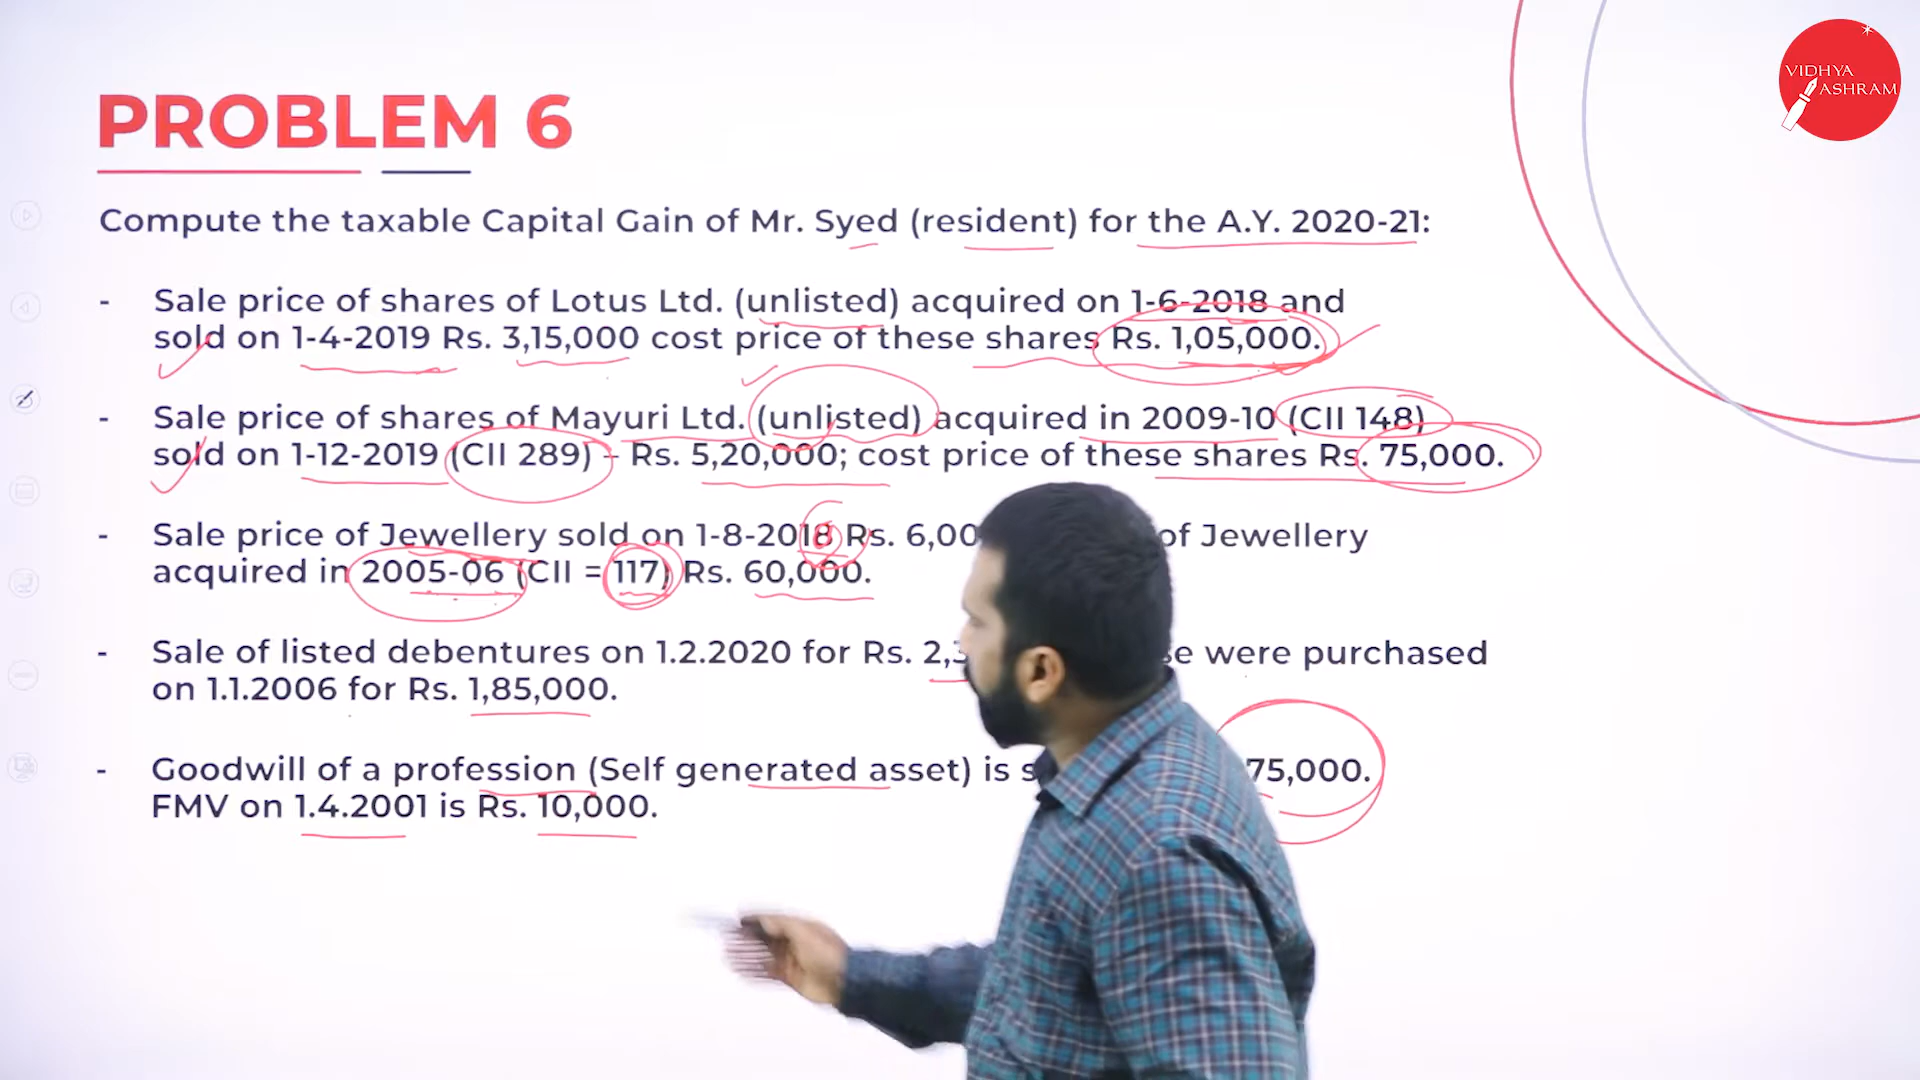 VIDHYA
ASHRAM
PROBLEM 6
Compute the taxable Capital Gain of Mr. Syed (resident) for the A.Y. 2020-21:
- Sale price of shares of Lotus Ltd. (unlisted) acquired on 1-6-2018 and
sold on 1-4-2019 Rs. 3,15,000 cost price of these shares Rs. 1,05,000.
- Sale price of shares of Mayuri Ltd. (unlisted) acquired in 2009-10 (CII 148)
sold on 1-12-2019 (CII 289) - Rs. 5,20,000; cost price of these shares Rs. 75,000.
- Sale price of Jewellery sold on 1-8-2018 Rs. 6,00 of Jewellery
acquired in 2005-06 (CII = 117) Rs. 60,000.
- Sale of listed debentures on 1.2.2020 for Rs. 2, were purchased
on 1.1.2006 for Rs. 1,85,000.
- Goodwill of a profession (Self generated asset) is 75,000.
FMV on 1.4.2001 is Rs. 10,000.